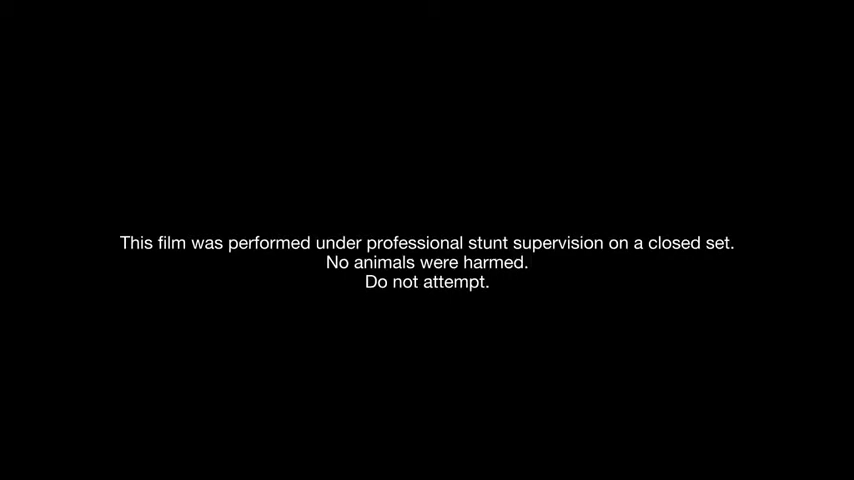 This film was performed under professional stunt supervision on a closed set.
No animals were harmed.
Do not attempt.